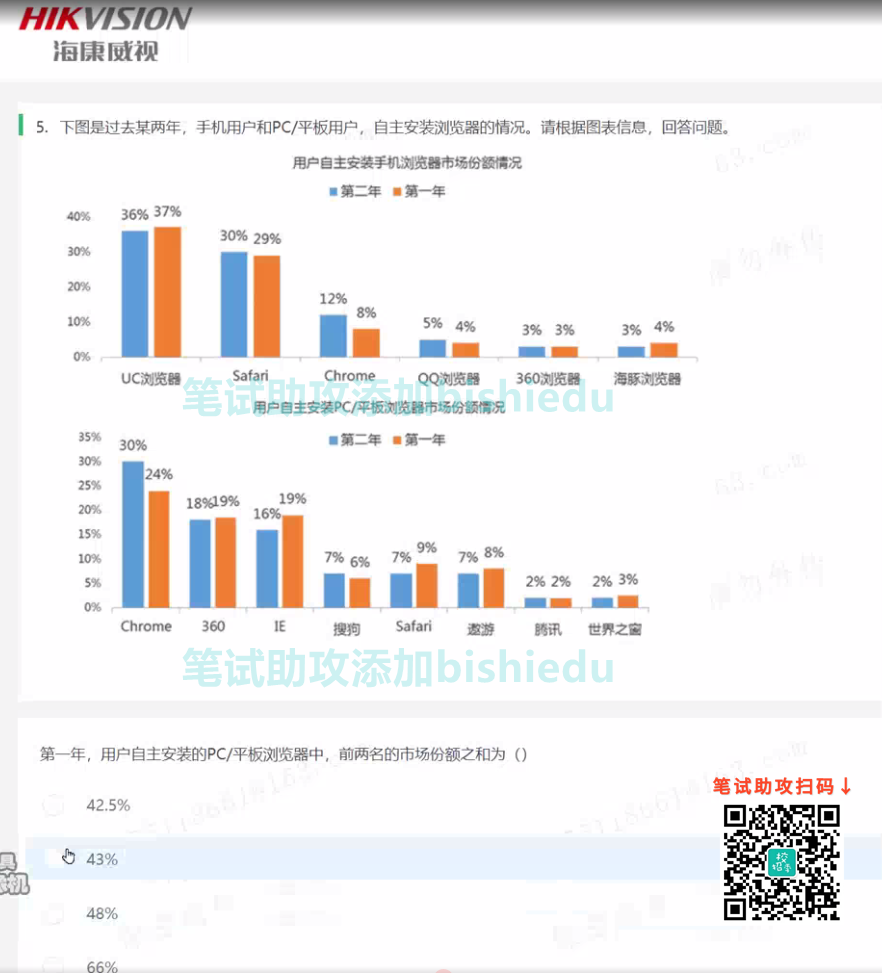 HIKVISION
海康威视
5. 下图是过去某两年，手机用户和PC/平板用户，自主安装浏览器的情况。请根据图表信息，回答问题。
用户自主安装手机浏览器市场份额情况
第二年 第一年
40%
30%
20%
10%
0%
36% 37% 30% 29% 12% 8% 5% 4% 3% 3% 3% 4%
UC浏览器 Safari Chrome QQ浏览器 360浏览器 海豚浏览器
笔试助攻添加bishiedu
用户自主安装PC/平板浏览器市场份额情况
第二年 第一年
35%
30%
25%
20%
15%
10%
5%
0%
30% 24% 18% 19% 16% 19% 7% 6% 7% 9% 7% 8% 2% 2% 2% 3%
Chrome 360 IE 搜狗 Safari 遨游 腾讯 世界之窗
笔试助攻添加bishiedu
第一年，用户自主安装的PC/平板浏览器中，前两名的市场份额之和为（）
笔试助攻扫码↓
42.5%
43%
48%
66%
校招季